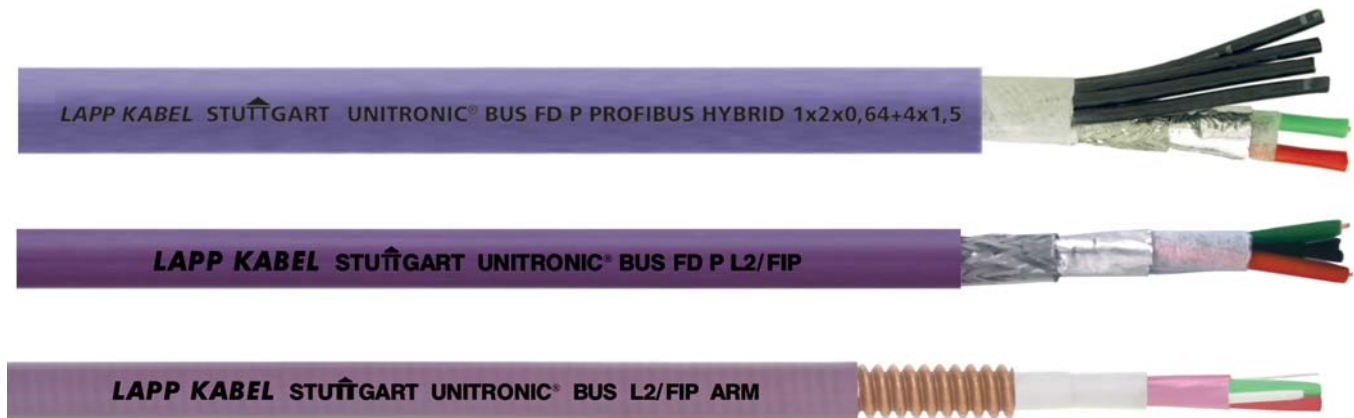 LAPP KABEL STUTTGART UNITRONIC® BUS FD P PROFIBUS HYBRID 1x2x0,64+4x1,5
LAPP KABEL STUTTGART UNITRONIC® BUS FD P L2/FIP
LAPP KABEL STUTTGART UNITRONIC® BUS L2/FIP ARM